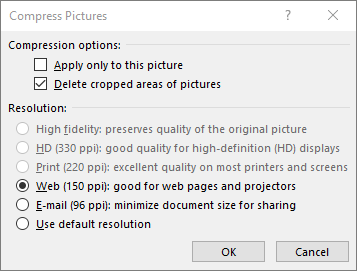 Compress Pictures
Compression options:
Apply only to this picture
Delete cropped areas of pictures
Resolution:
High fidelity: preserves quality of the original picture
HD (330 ppi): good quality for high-definition (HD) displays
Print (220 ppi): excellent quality on most printers and screens
Web (150 ppi): good for web pages and projectors
E-mail (96 ppi): minimize document size for sharing
Use default resolution
OK Cancel